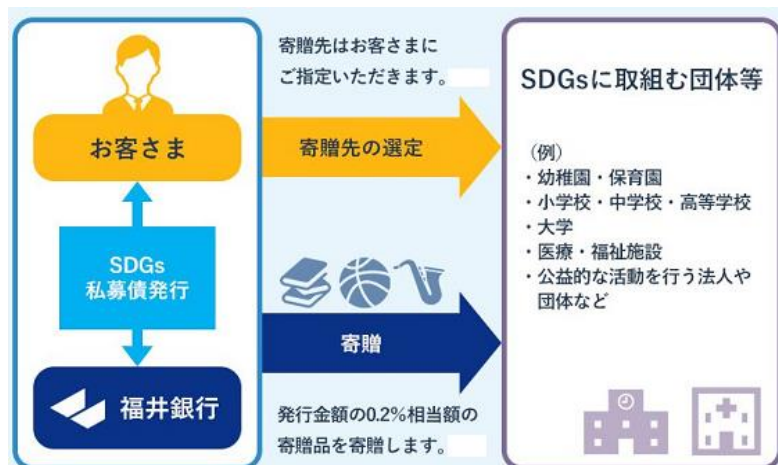 お客さま
SDGs
私募債発行
福井銀行
寄贈先はお客さまに
ご指定いただきます。
寄贈先の選定
寄贈
発行金額の0.2%相当額の
寄贈品を寄贈します。
SDGsに取組む団体等
（例）
・幼稚園・保育園
・小学校・中学校・高等学校
・大学
・医療・福祉施設
・公益的な活動を行う法人や
団体など